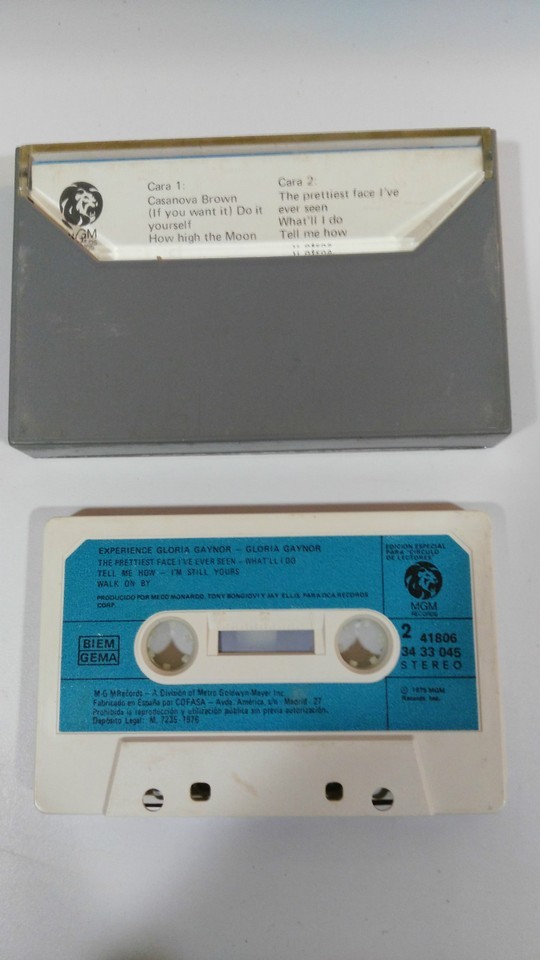 Cara 1:
Casanova Brown
(If you want it) Do it
yourself
How high the Moon
Cara 2:
The prettiest face I've
ever seen
What'll I do
Tell me how
MGM
EXPERIENCE GLORIA GAYNOR - GLORIA GAYNOR
THE PRETTIEST FACE I'VE EVER SEEN - WHAT'LL I DO
TELL ME HOW - I'M STILL YOURS
WALK ON BY
PRODUCIDO POR MECO MONARDO, TONY BONGIOVI Y JAY ELLIS, PARA DCA RECORDS
CORP.
EDICION ESPECIAL
PARA "CIRCULO
DE LECTORES"
MGM
RECORDS
BIEM
GEMA
2 41806
34 33 045
STEREO
M-G-M Records - A Division of Metro Goldwyn-Mayer Inc.
Fabricado en España por COFASA - Avda. América, s/n - Madrid - 27
Prohibida la reproducción y utilización pública sin previa autorización.
Depósito Legal: M. 7235-1976
℗ 1975 MGM
Records Inc.